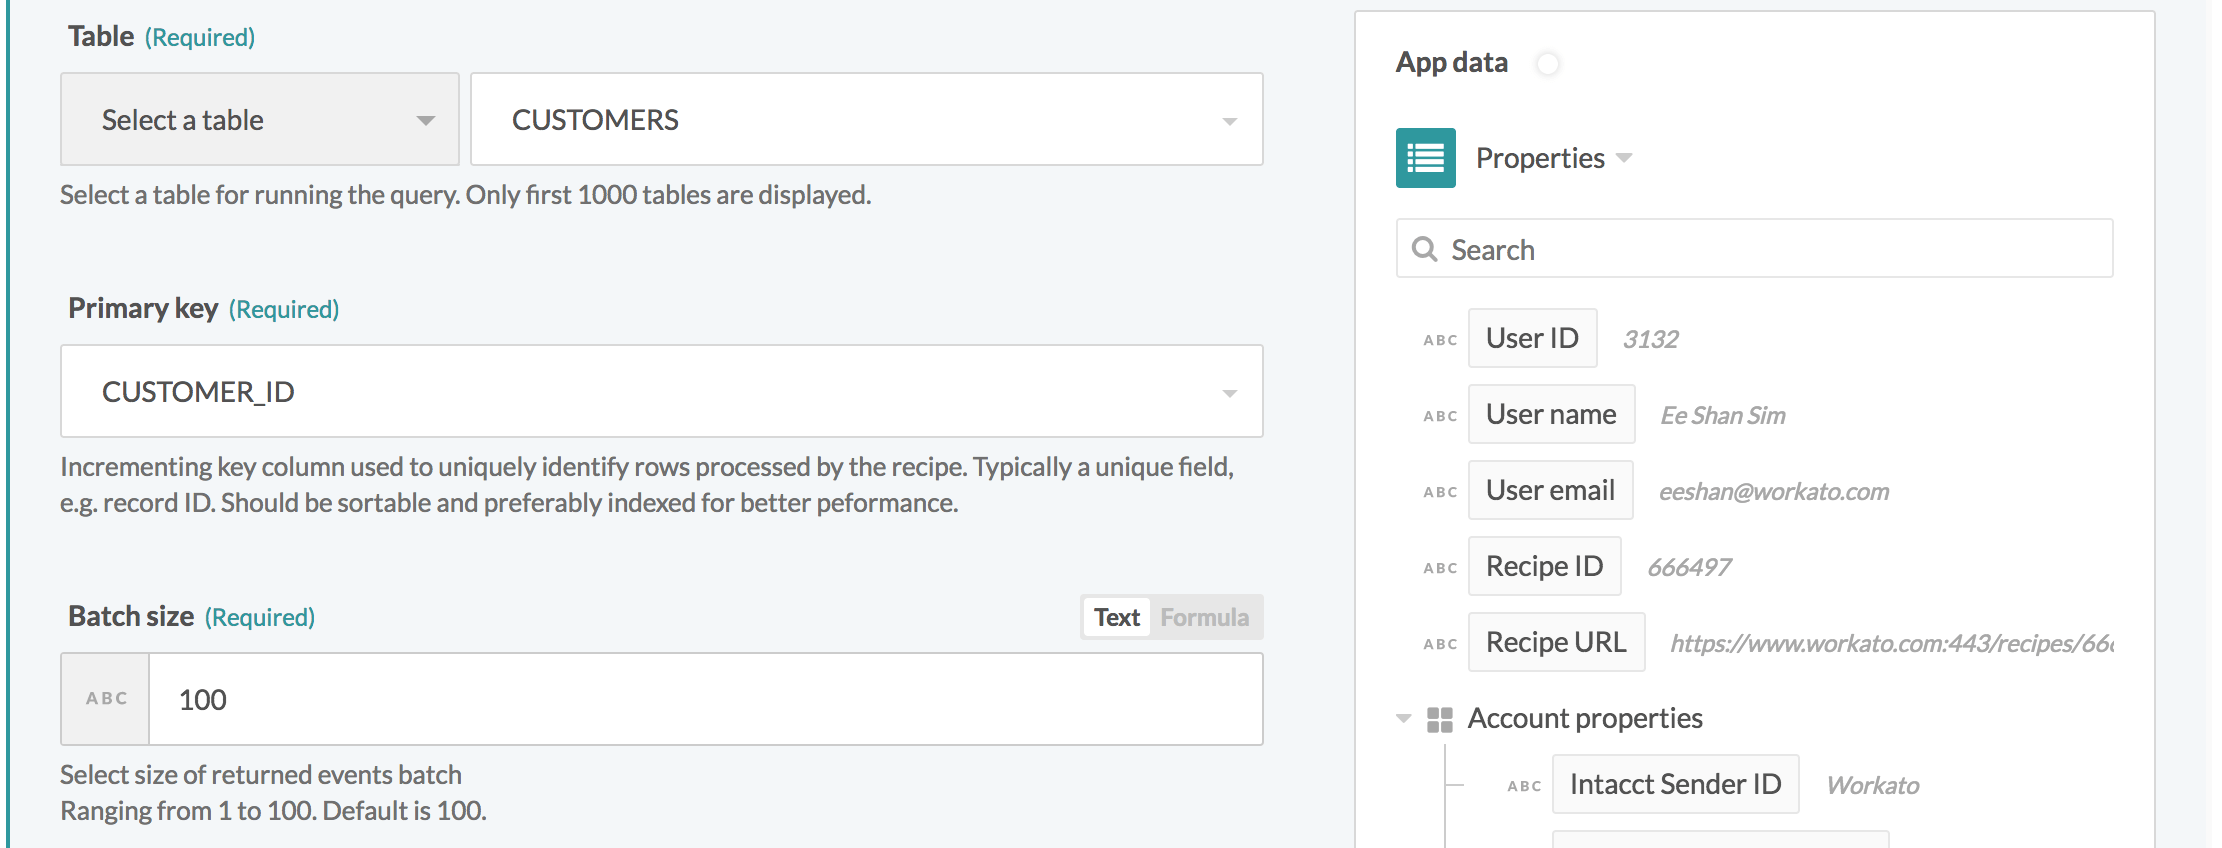 Table (Required)
Select a table
CUSTOMERS
Select a table for running the query. Only first 1000 tables are displayed.
Primary key (Required)
CUSTOMER_ID
Incrementing key column used to uniquely identify rows processed by the recipe. Typically a unique field,
e.g. record ID. Should be sortable and preferably indexed for better peformance.
Batch size (Required)
Text Formula
ABC 100
Select size of returned events batch
Ranging from 1 to 100. Default is 100.
App data
Properties
Search
ABC User ID 3132
ABC User name Ee Shan Sim
ABC User email eeshan@workato.com
ABC Recipe ID 666497
ABC Recipe URL https://www.workato.com:443/recipes/66
Account properties
ABC Intacct Sender ID Workato